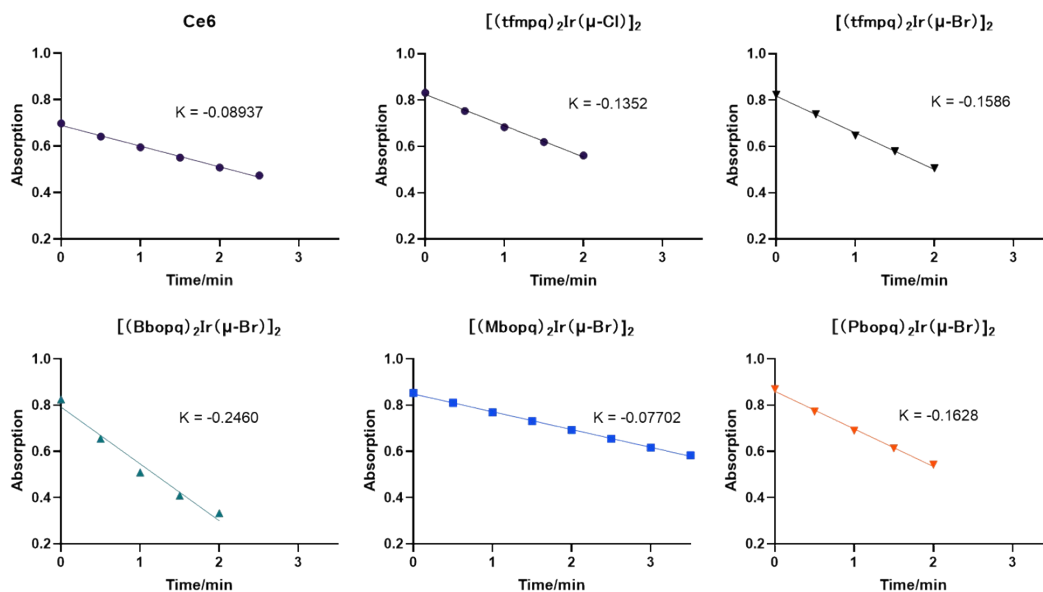 Ce6
[(tfmpq)₂Ir(μ-Cl)]₂
[(tfmpq)₂Ir(μ-Br)]₂
1.0
0.8
0.6
0.4
0.2
Absorption
K = -0.08937
0
1
2
3
Time/min
1.0
0.8
0.6
0.4
0.2
Absorption
K = -0.1352
0
1
2
3
Time/min
1.0
0.8
0.6
0.4
0.2
Absorption
K = -0.1586
0
1
2
3
Time/min
[(Bbopq)₂Ir(μ-Br)]₂
[(Mbopq)₂Ir(μ-Br)]₂
[(Pbopq)₂Ir(μ-Br)]₂
1.0
0.8
0.6
0.4
0.2
Absorption
K = -0.2460
0
1
2
3
Time/min
1.0
0.8
0.6
0.4
0.2
Absorption
K = -0.07702
0
1
2
3
Time/min
1.0
0.8
0.6
0.4
0.2
Absorption
K = -0.1628
0
1
2
3
Time/min